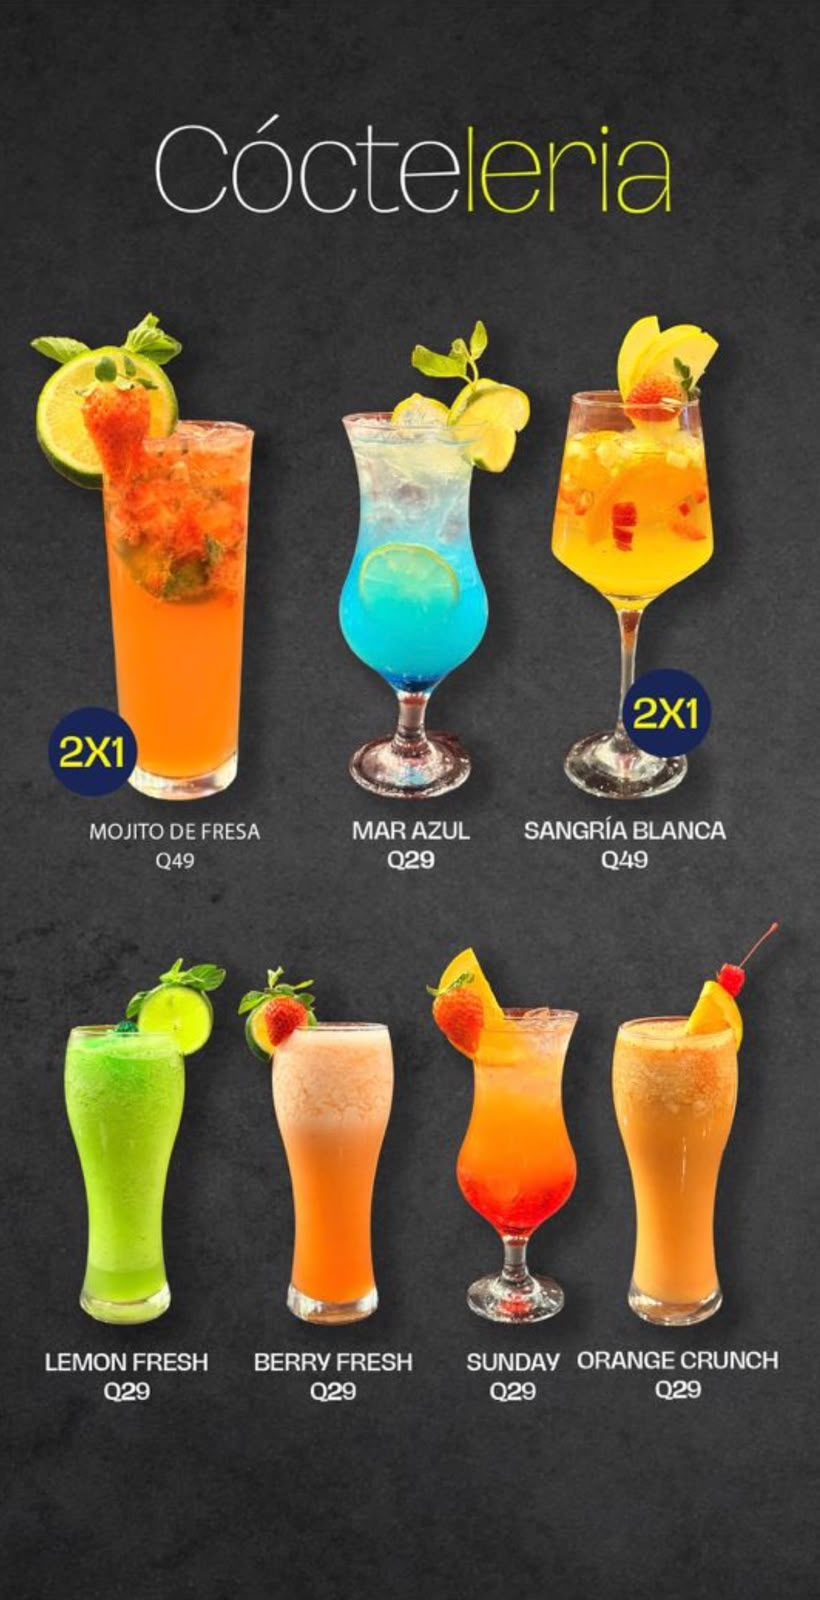 Cócteleria
2X1
2X1
MOJITO DE FRESA
Q49
MAR AZUL
Q29
SANGRÍA BLANCA
Q49
LEMON FRESH
Q29
BERRY FRESH
Q29
SUNDAY
Q29
ORANGE CRUNCH
Q29